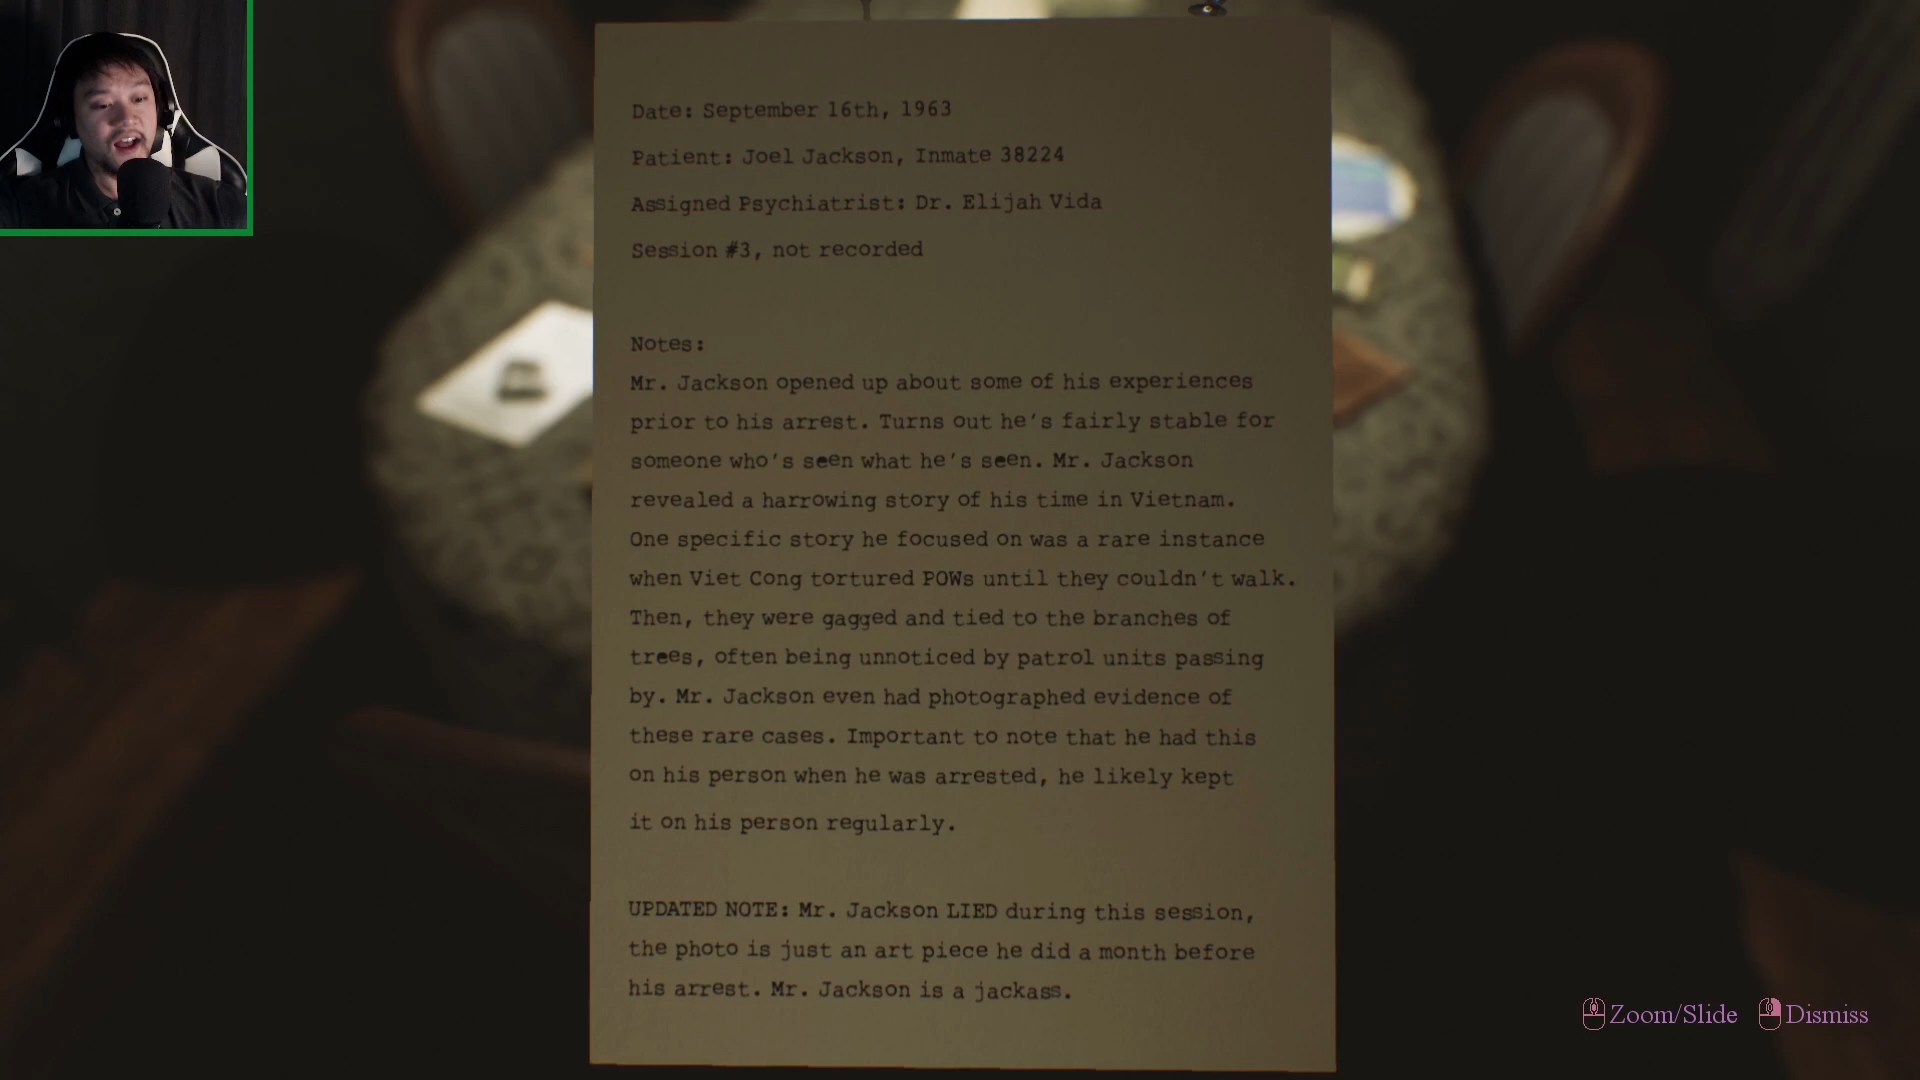 Date: September 16th, 1963
Patient: Joel Jackson, Inmate 38224
Assigned Psychiatrist: Dr. Elijah Vida
Session #3, not recorded
Notes:
Mr. Jackson opened up about some of his experiences
prior to his arrest. Turns out he's fairly stable for
someone who's seen what he's seen. Mr. Jackson
revealed a harrowing story of his time in Vietnam.
One specific story he focused on was a rare instance
when Viet Cong tortured POWs until they couldn't walk.
Then, they were gagged and tied to the branches of
trees, often being unnoticed by patrol units passing
by. Mr. Jackson even had photographed evidence of
these rare cases. Important to note that he had this
on his person when he was arrested, he likely kept
it on his person regularly.
UPDATED NOTE: Mr. Jackson LIED during this session,
the photo is just an art piece he did a month before
his arrest. Mr. Jackson is a jackass.
Zoom/Slide Dismiss